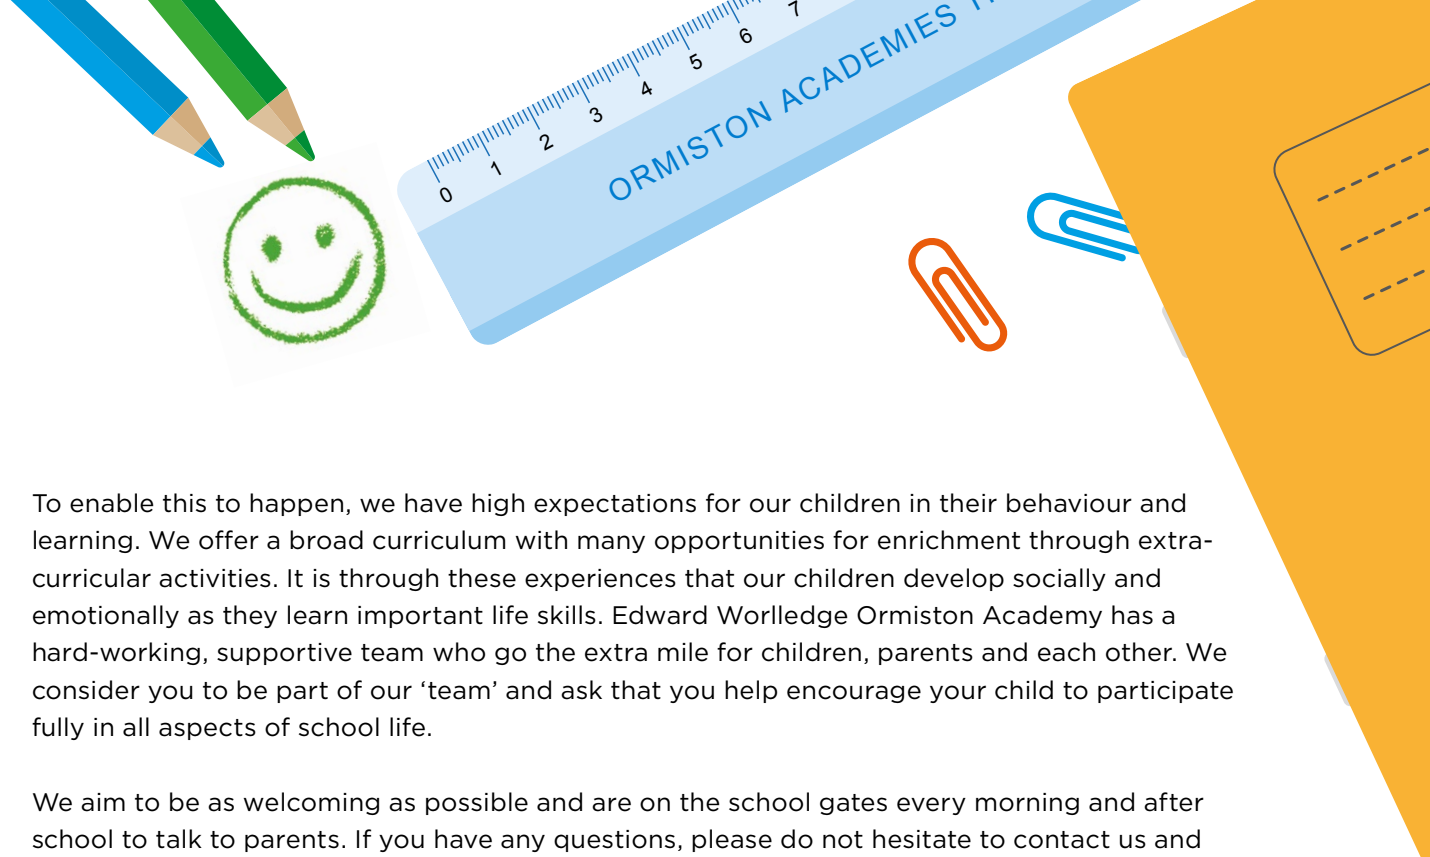 0 1 2 3 4 5 6 7
ORMISTON ACADEMIES
To enable this to happen, we have high expectations for our children in their behaviour and
learning. We offer a broad curriculum with many opportunities for enrichment through extra-
curricular activities. It is through these experiences that our children develop socially and
emotionally as they learn important life skills. Edward Worlledge Ormiston Academy has a
hard-working, supportive team who go the extra mile for children, parents and each other. We
consider you to be part of our ‘team’ and ask that you help encourage your child to participate
fully in all aspects of school life.
We aim to be as welcoming as possible and are on the school gates every morning and after
school to talk to parents. If you have any questions, please do not hesitate to contact us and